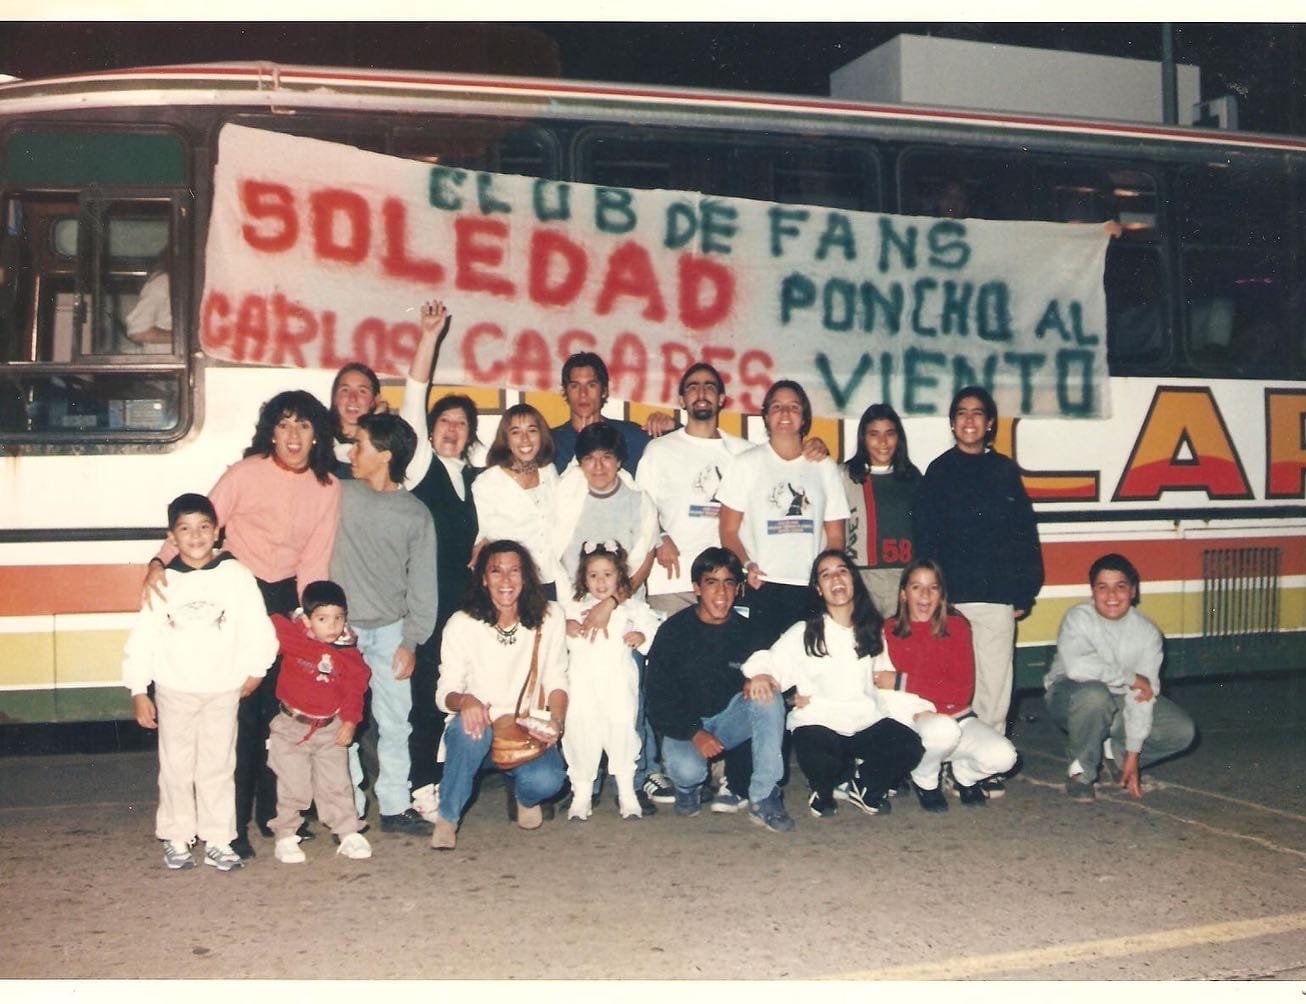 CLUB DE FANS
SOLEDAD PONCHO AL
CARLOS CASARES VIENTO
58